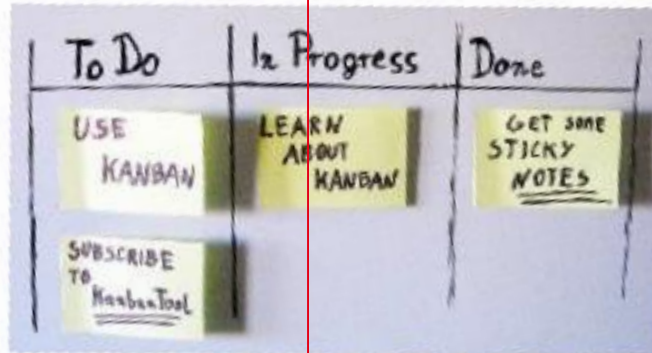 To Do
In Progress
Done
USE
KANBAN
SUBSCRIBE
TO
KanbanTool
LEARN
ABOUT
KANBAN
GET SOME
STICKY
NOTES